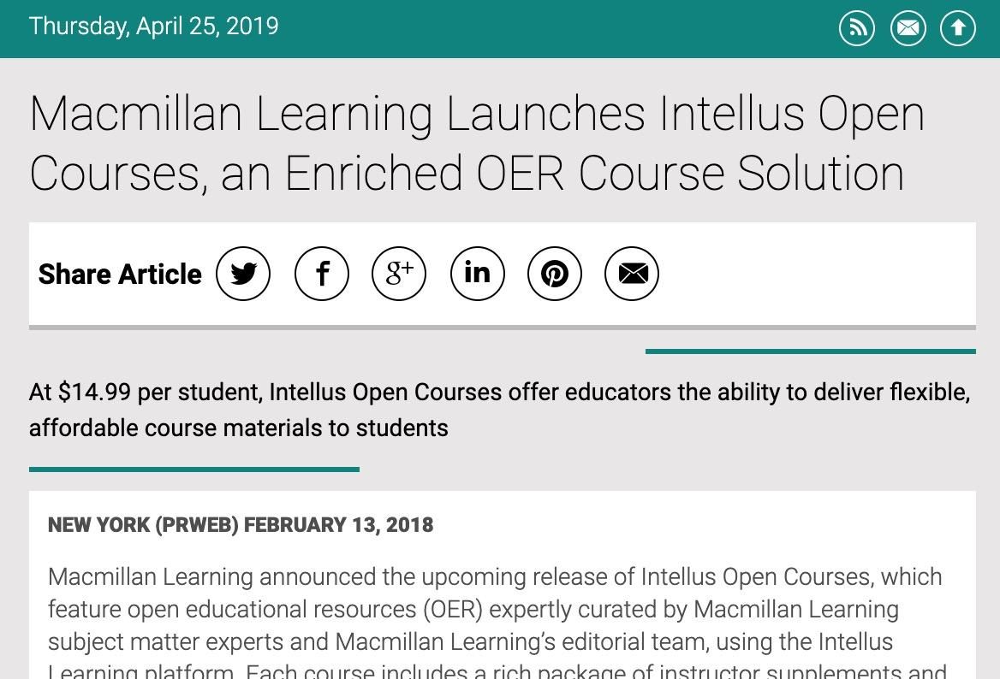 Thursday, April 25, 2019
Macmillan Learning Launches Intellus Open
Courses, an Enriched OER Course Solution
Share Article
At $14.99 per student, Intellus Open Courses offer educators the ability to deliver flexible,
affordable course materials to students
NEW YORK (PRWEB) FEBRUARY 13, 2018
Macmillan Learning announced the upcoming release of Intellus Open Courses, which
feature open educational resources (OER) expertly curated by Macmillan Learning
subject matter experts and Macmillan Learning’s editorial team, using the Intellus
Learning platform. Each course includes a rich package of instructor supplements and